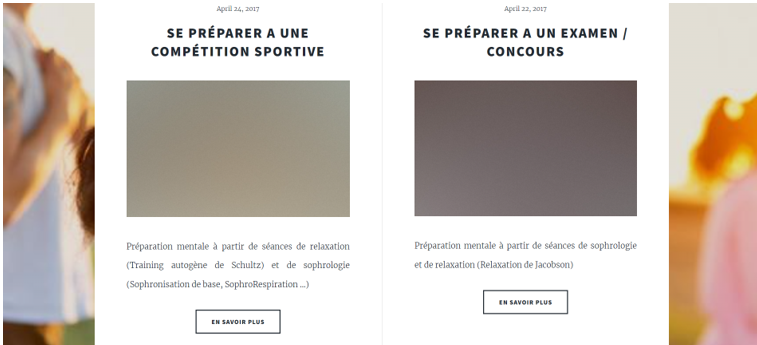 April 24, 2017
SE PRÉPARER A UNE
COMPÉTITION SPORTIVE
Préparation mentale à partir de séances de relaxation
(Training autogène de Schultz) et de sophrologie
(Sophronisation de base, SophroRespiration ...)
EN SAVOIR PLUS
April 22, 2017
SE PRÉPARER A UN EXAMEN /
CONCOURS
Préparation mentale à partir de séances de sophrologie
et de relaxation (Relaxation de Jacobson)
EN SAVOIR PLUS